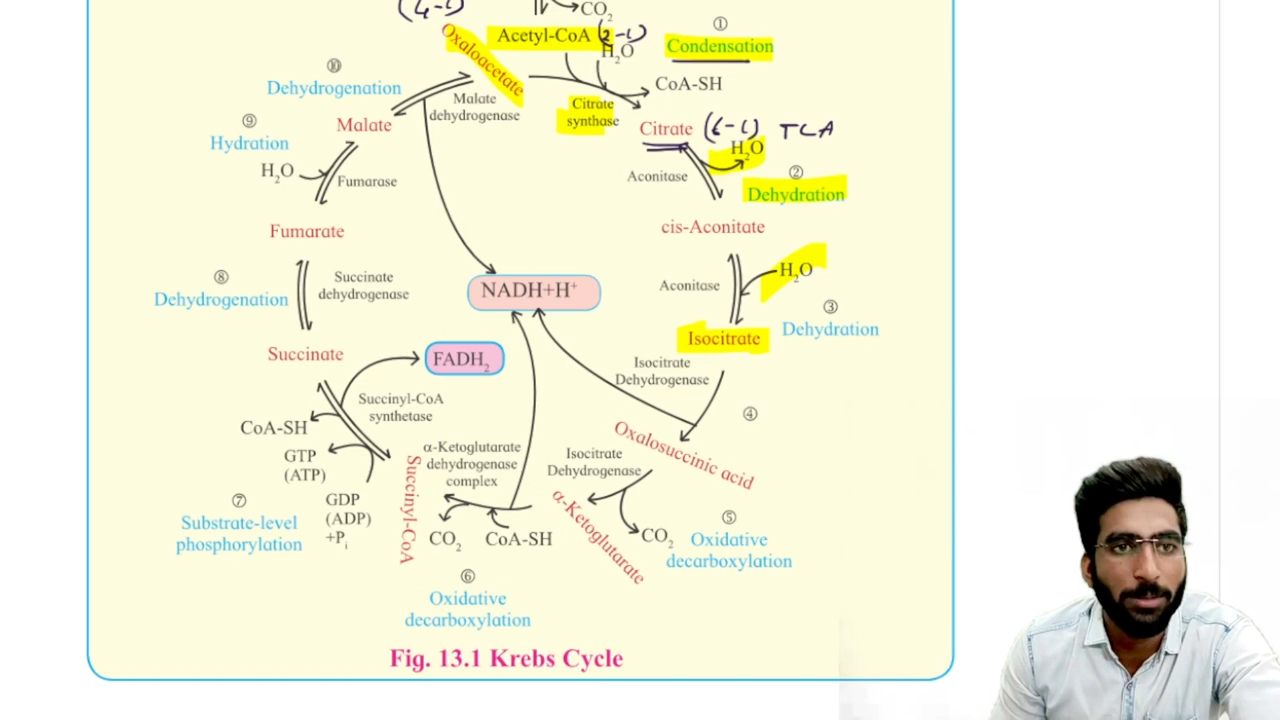 (4-C)
CO₂
Acetyl-CoA (2-C)
H₂O
①
Condensation
Oxaloacetate
⑩
Dehydrogenation
CoA-SH
Malate
dehydrogenase
Citrate
synthase
⑨
Hydration
Malate
Citrate (6-C) TCA
H₂O
H₂O
Fumarase
Aconitase
②
Dehydration
Fumarate
cis-Aconitate
⑧
Dehydrogenation
Succinate
dehydrogenase
NADH+H⁺
Aconitase
H₂O
③
Dehydration
Isocitrate
Succinate
FADH₂
Isocitrate
Dehydrogenase
④
Succinyl-CoA
synthetase
CoA-SH
GTP
(ATP)
Oxalosuccinic acid
α-Ketoglutarate
dehydrogenase
complex
Isocitrate
Dehydrogenase
Succinyl-CoA
α-Ketoglutarate
⑦
Substrate-level
phosphorylation
GDP
(ADP)
+Pᵢ
CO₂
CoA-SH
CO₂
⑤
Oxidative
decarboxylation
⑥
Oxidative
decarboxylation
Fig. 13.1 Krebs Cycle